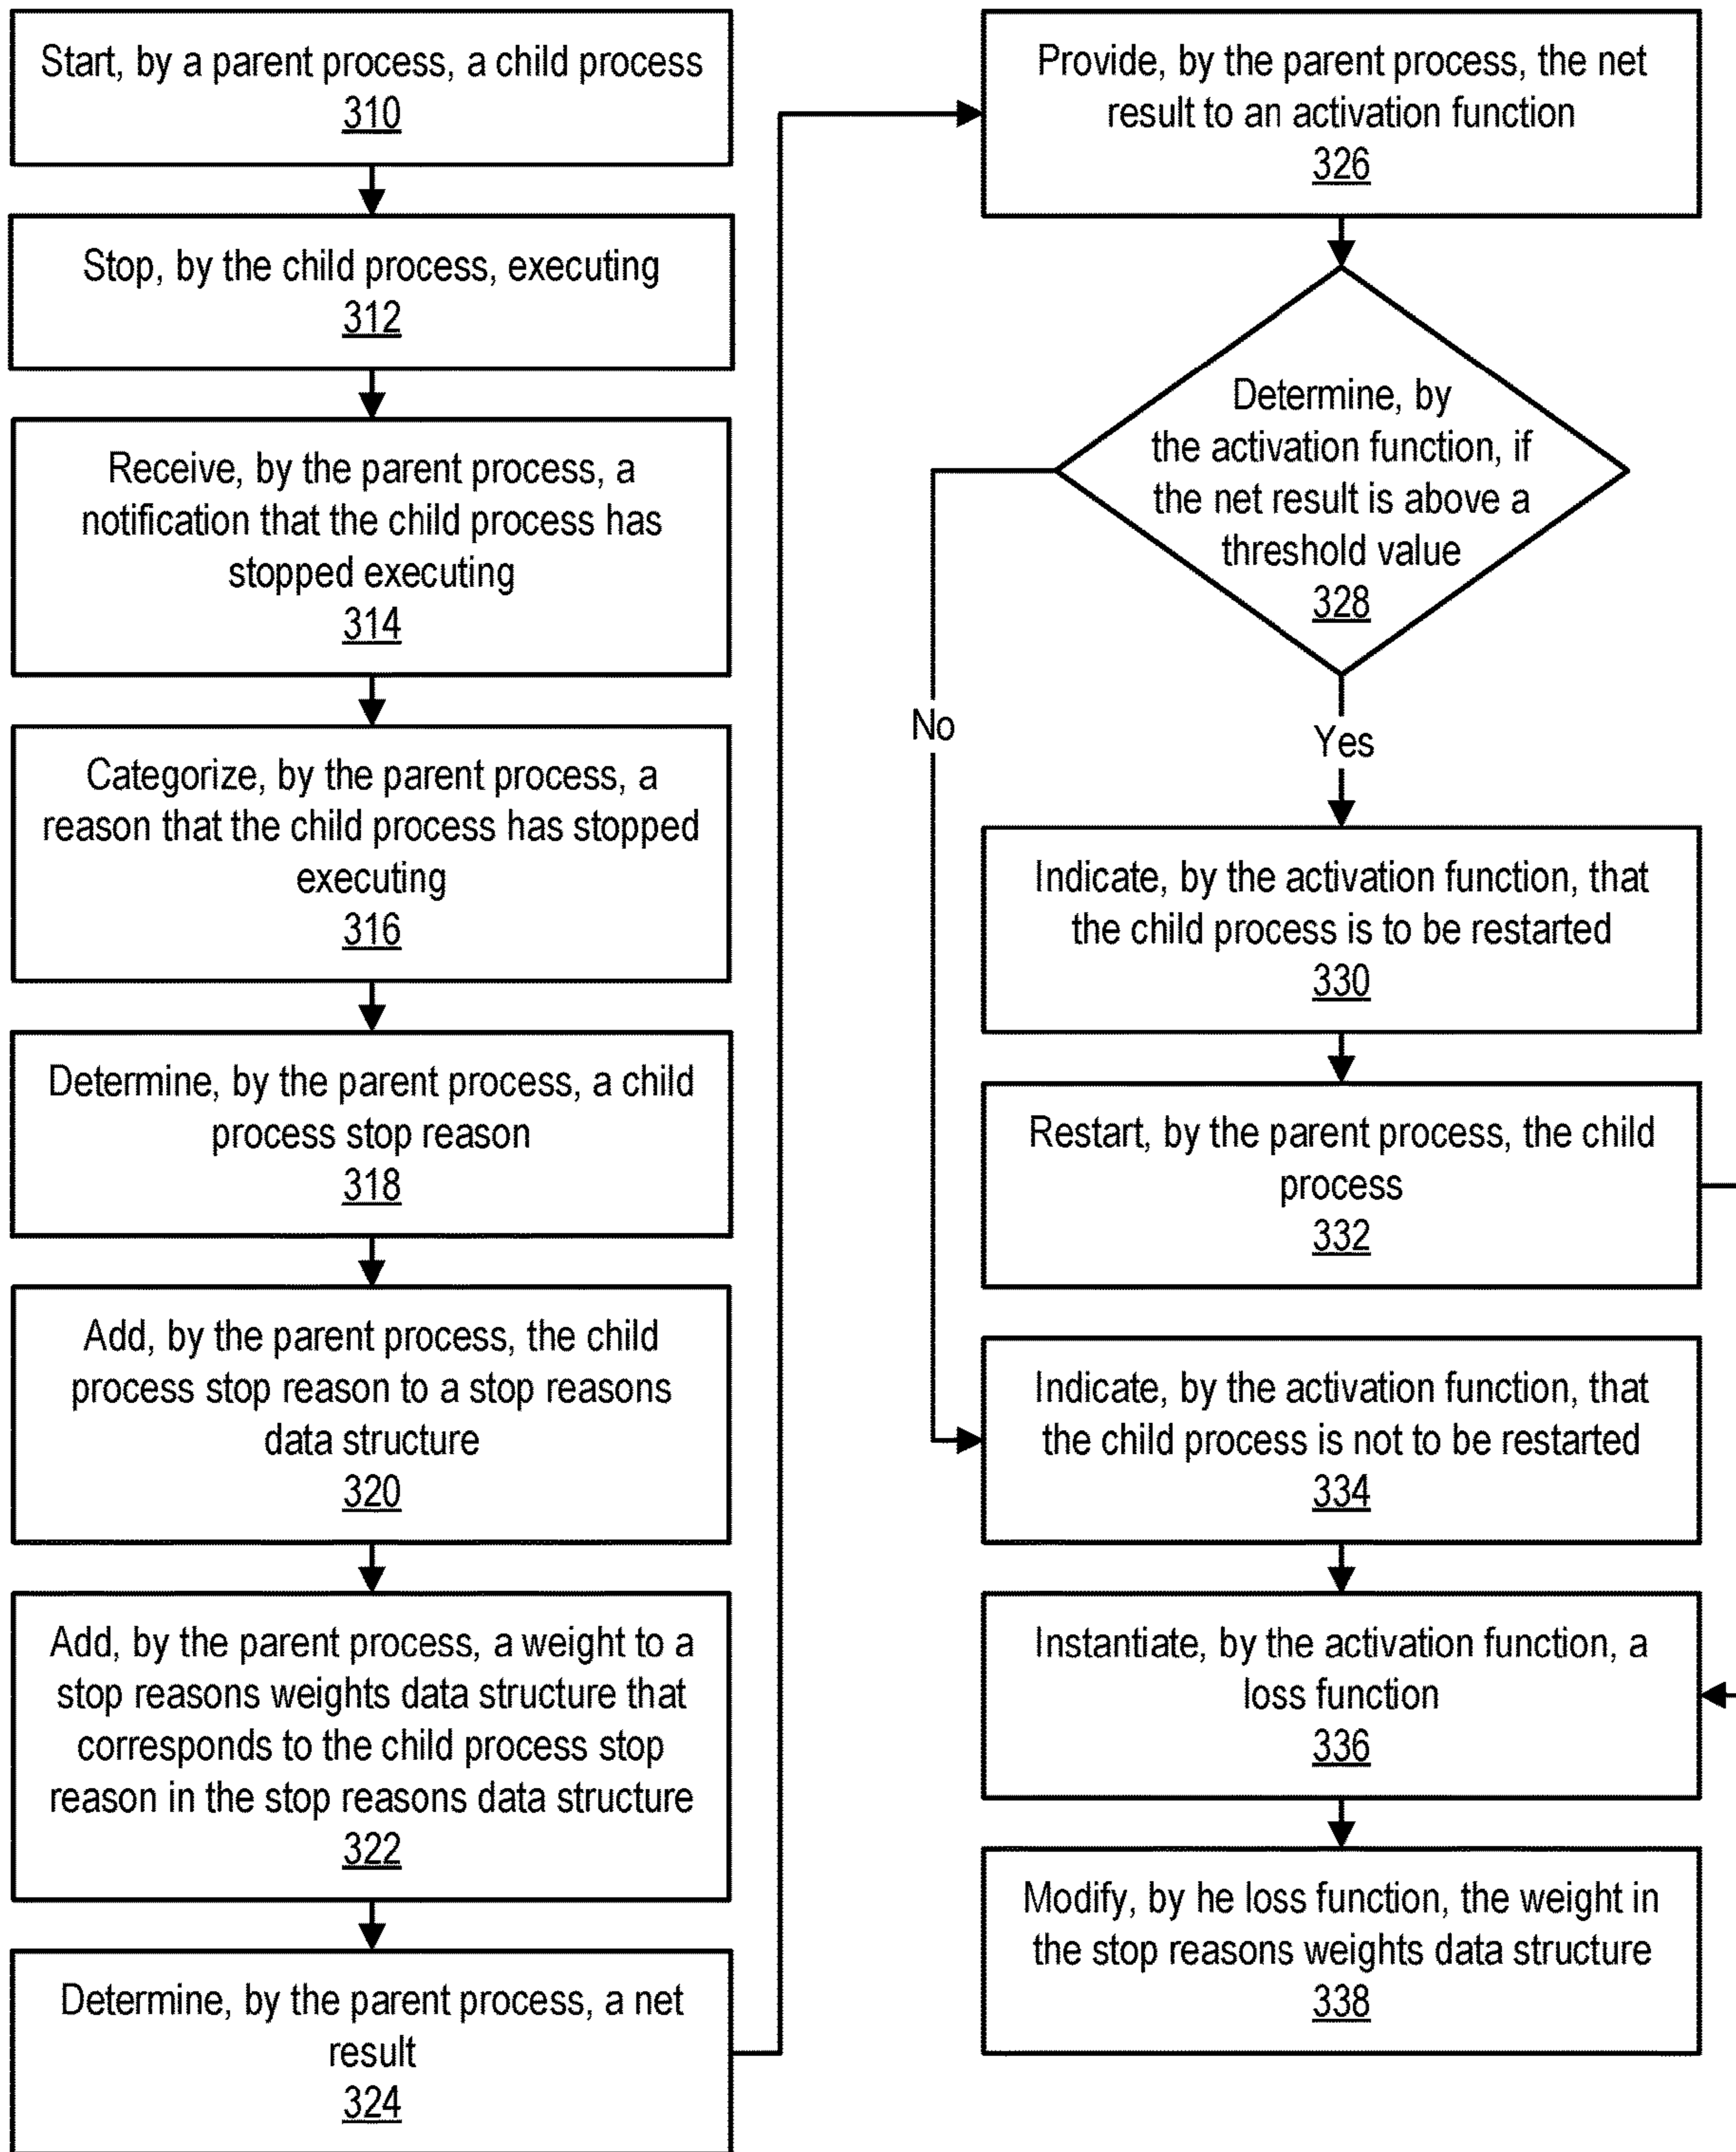 Start, by a parent process, a child process
310
Stop, by the child process, executing
312
Receive, by the parent process, a
notification that the child process has
stopped executing
314
Categorize, by the parent process, a
reason that the child process has stopped
executing
316
Determine, by the parent process, a child
process stop reason
318
Add, by the parent process, the child
process stop reason to a stop reasons
data structure
320
Add, by the parent process, a weight to a
stop reasons weights data structure that
corresponds to the child process stop
reason in the stop reasons data structure
322
Determine, by the parent process, a net
result
324
Provide, by the parent process, the net
result to an activation function
326
Determine, by
the activation function, if
the net result is above a
threshold value
328
No
Yes
Indicate, by the activation function, that
the child process is to be restarted
330
Restart, by the parent process, the child
process
332
Indicate, by the activation function, that
the child process is not to be restarted
334
Instantiate, by the activation function, a
loss function
336
Modify, by he loss function, the weight in
the stop reasons weights data structure
338